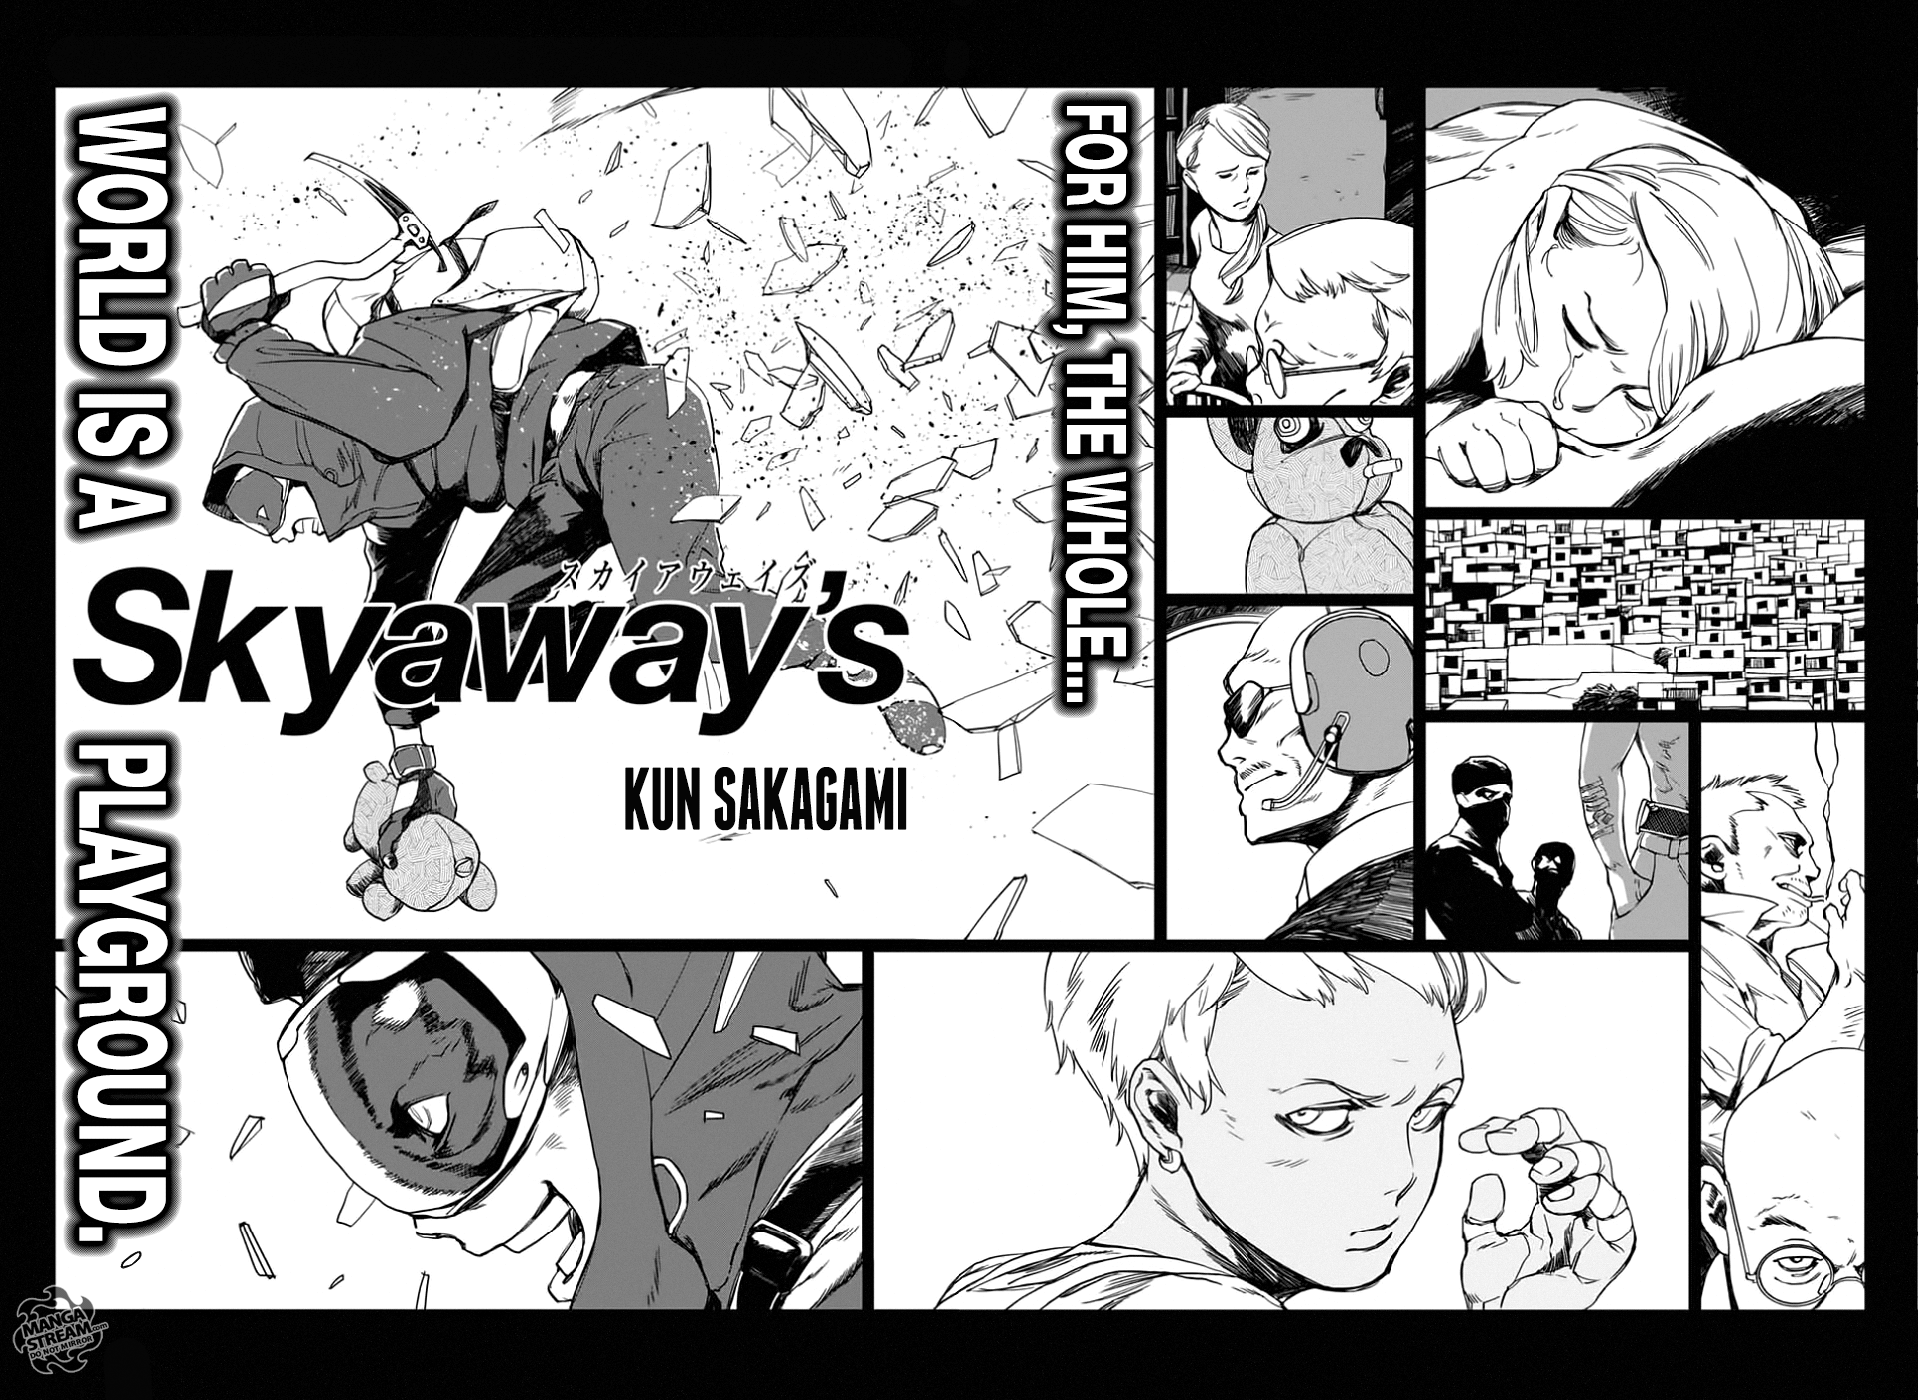 FOR HIM, THE WHOLE...
WORLD IS A PLAYGROUND.
スカイアウェイズ
Skyaway's
KUN SAKAGAMI
MANGA
STREAM.com
DO NOT MIRROR